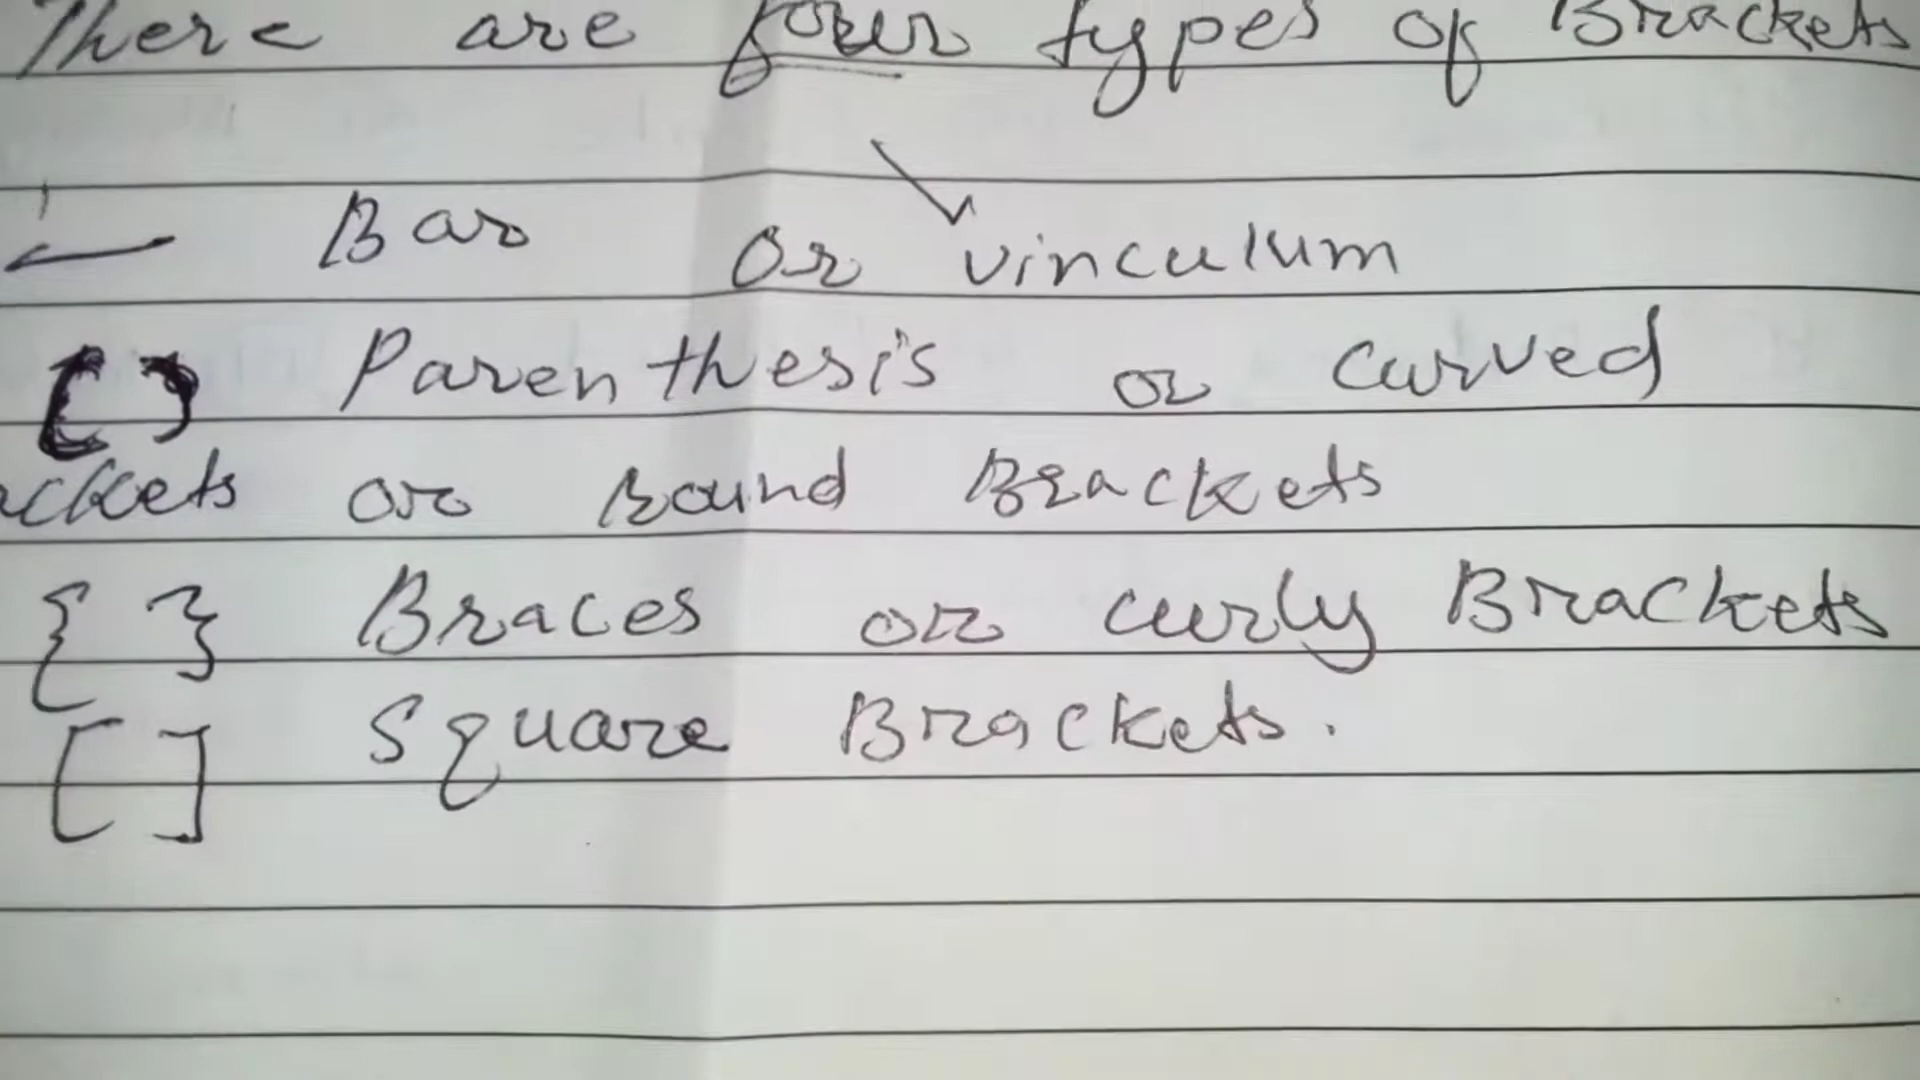 There are four types of Brackets
— Bar or vinculum
( ) Parenthesis or curved
ckets or round Brackets
{ } Braces or curly Brackets
[ ] Square Brackets.